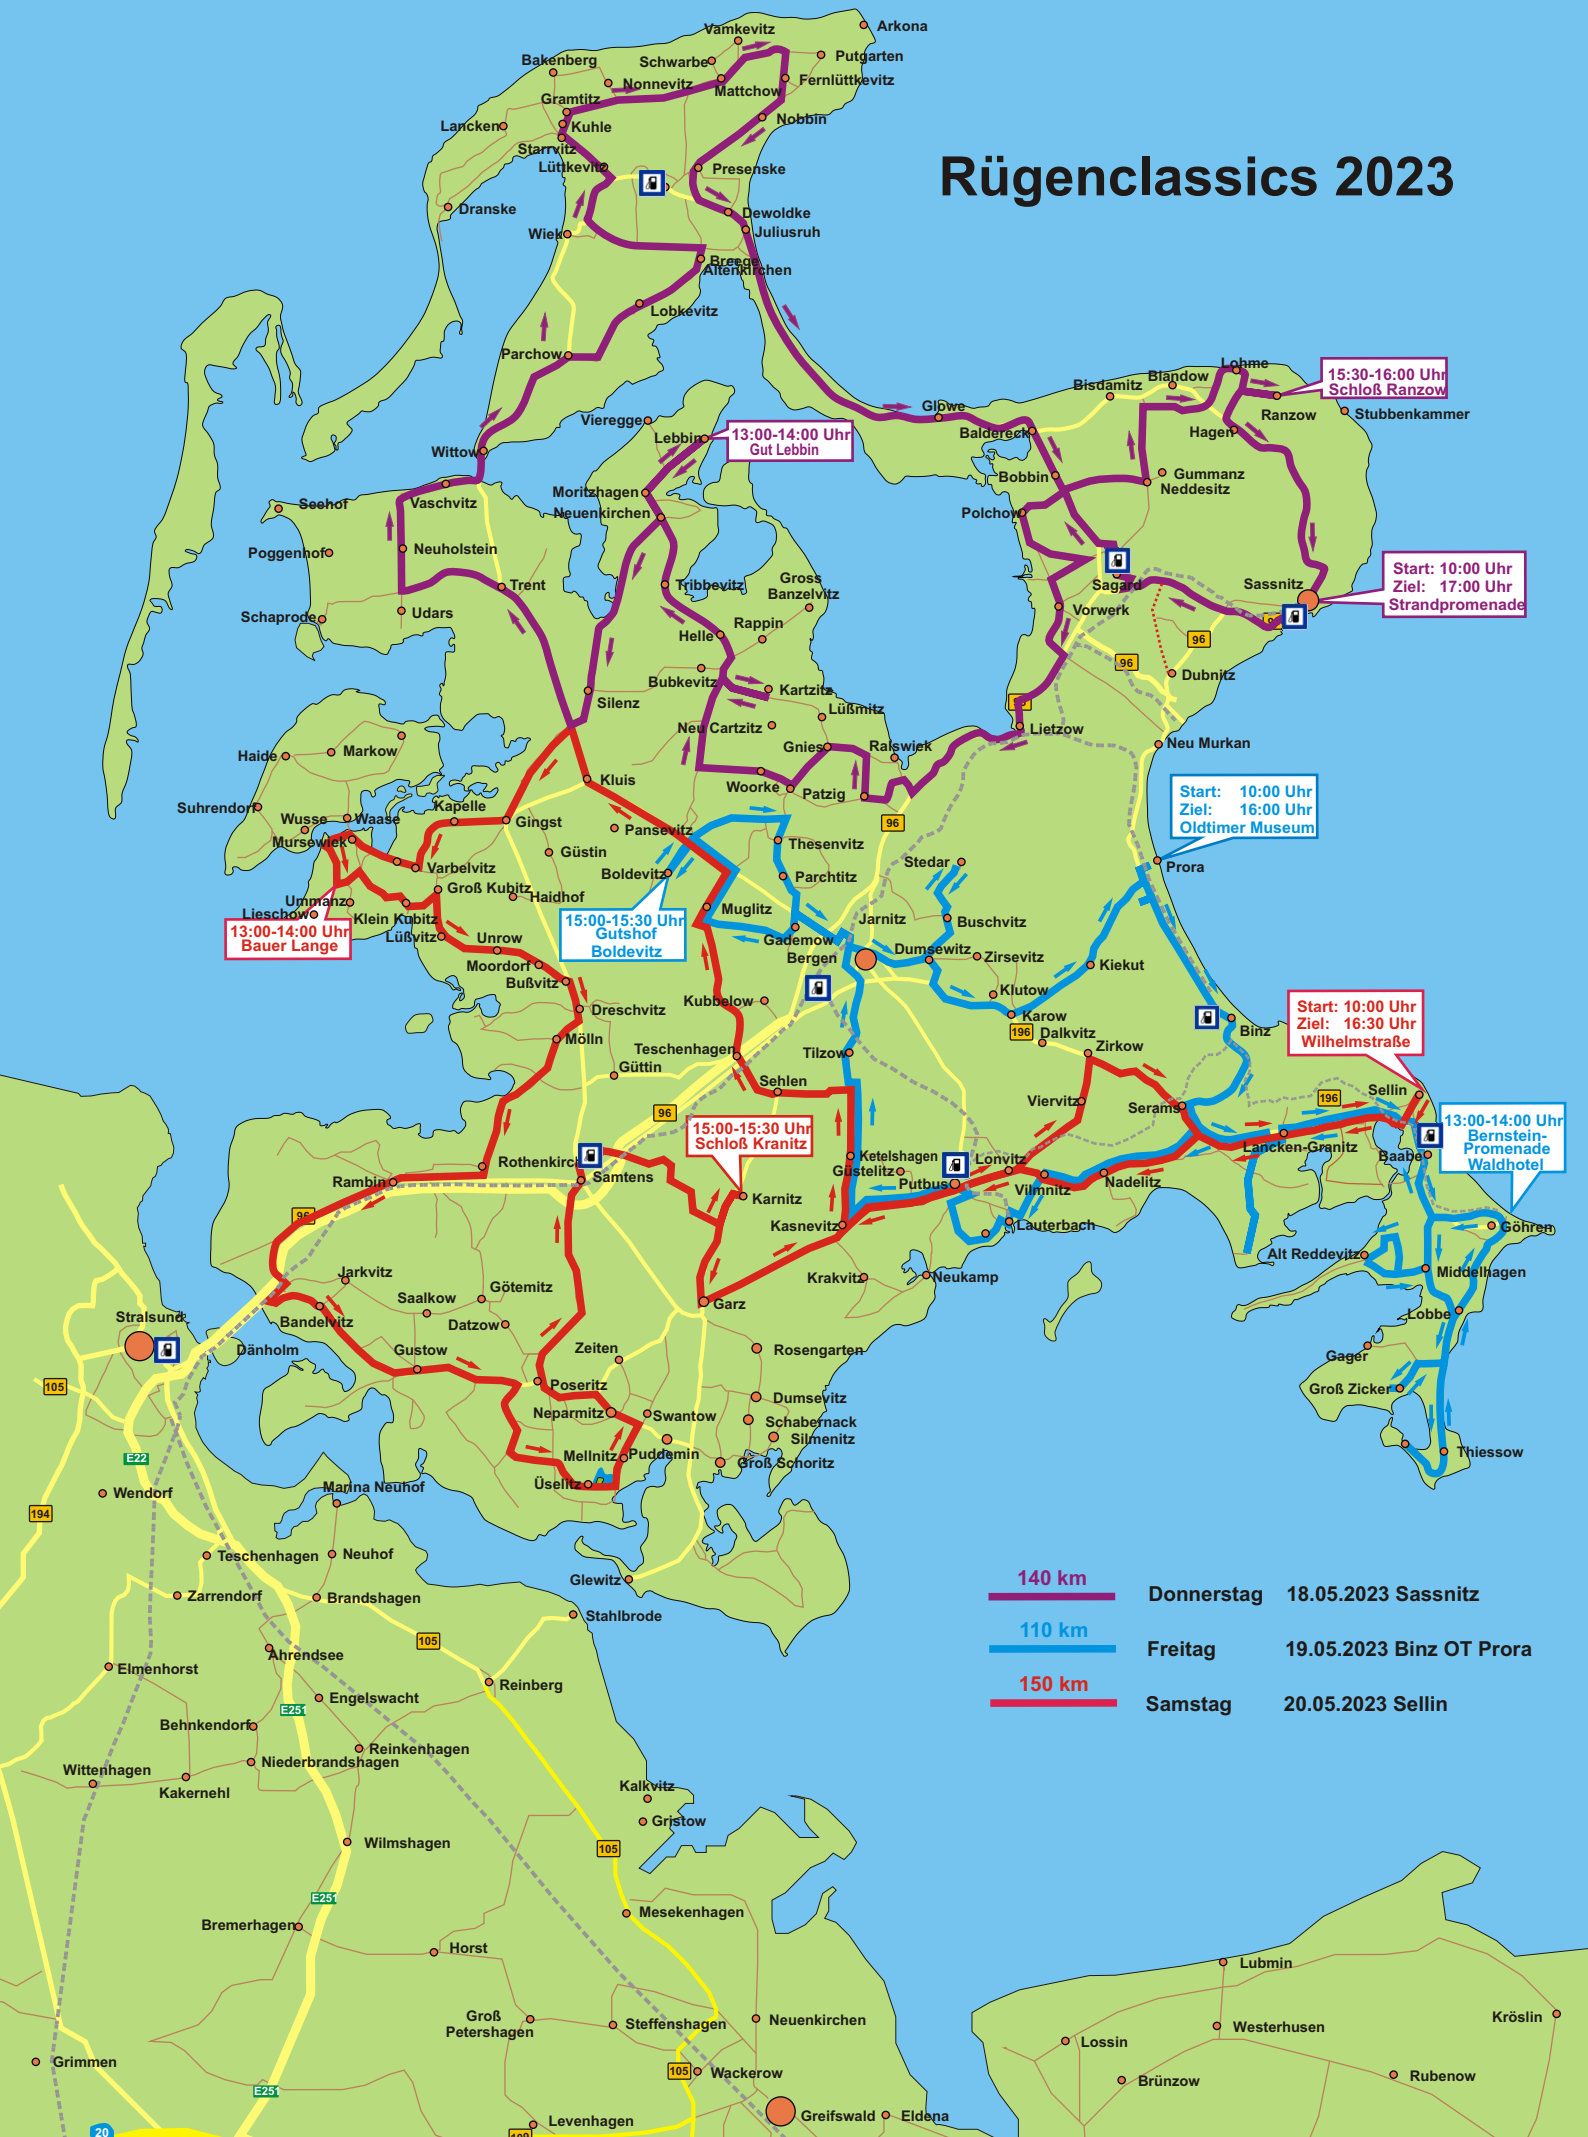 Rügenclassics 2023
Arkona
Vamkevitz
Putgarten
Schwarbe
Bakenberg
Nonnevitz
Mattchow
Fernlüttkevitz
Gramtitz
Lancken
Kuhle
Nobbin
Starrvitz
Lüttkevitz
Presenske
Dranske
Dewoldke
Juliusruh
Wiek
Breege
Altenkirchen
Lobkevitz
Parchow
Lohme
Blandow
Bisdamitz
15:30-16:00 Uhr
Schloß Ranzow
Ranzow
Stubbenkammer
Glowe
Baldereck
Hagen
Vieregge
Lebbin
13:00-14:00 Uhr
Gut Lebbin
Wittow
Bobbin
Gummanz
Neddesitz
Moritzhagen
Vaschvitz
Seehof
Neuenkirchen
Polchow
Neuholstein
Poggenhof
Trent
Tribbevitz
Gross
Banzelvitz
Sagard
Sassnitz
Start: 10:00 Uhr
Ziel: 17:00 Uhr
Strandpromenade
Schaprode
Udars
Vorwerk
Rappin
Helle
96
96
Dubnitz
Bubkevitz
Kartzitz
Silenz
Lüßmitz
Neu Cartzitz
Lietzow
Gnies
Ralswiek
Neu Murkan
Haide
Markow
Kluis
Woorke
Patzig
Start: 10:00 Uhr
Ziel: 16:00 Uhr
Oldtimer Museum
Suhrendorf
Wusse
Waase
Kapelle
Gingst
Pansevitz
96
Mursewiek
Thesenvitz
Güstin
Stedar
Prora
Varbelvitz
Boldevitz
Parchtitz
Groß Kubitz
Haidhof
Ummanz
Lieschow
Klein Kubitz
Muglitz
Jarnitz
Buschvitz
13:00-14:00 Uhr
Bauer Lange
15:00-15:30 Uhr
Gutshof
Boldevitz
Lüßvitz
Unrow
Gademow
Bergen
Dumsewitz
Zirsevitz
Kiekut
Moordorf
Bußvitz
Kubbelow
Klutow
Karow
Dreschvitz
Binz
196
Dalkvitz
Start: 10:00 Uhr
Ziel: 16:30 Uhr
Wilhelmstraße
Mölln
Teschenhagen
Tilzow
Zirkow
Güttin
Sehlen
Sellin
Viervitz
Serams
196
96
15:00-15:30 Uhr
Schloß Kranitz
13:00-14:00 Uhr
Bernstein-
Promenade
Waldhotel
Lancken-Granitz
Baabe
Ketelshagen
Güstelitz
Lonvitz
Rothenkirch
Samtens
Rambin
Putbus
Vilmnitz
Nadelitz
Karnitz
Kasnevitz
Lauterbach
Göhren
96
Alt Reddevitz
Middelhagen
Jarkvitz
Götemitz
Krakvitz
Neukamp
Saalkow
Garz
Stralsund
Bandelvitz
Datzow
Lobbe
Dänholm
Gustow
Zeiten
Rosengarten
Gager
105
Poseritz
Groß Zicker
Dumsevitz
Neparmitz
Swantow
Schabernack
Silmenitz
E22
Mellnitz
Puddemin
Groß Schoritz
Thiessow
Üselitz
Wendorf
Marina Neuhof
194
Teschenhagen
Neuhof
Glewitz
Zarrendorf
Brandshagen
Stahlbrode
140 km
Donnerstag 18.05.2023 Sassnitz
110 km
Freitag 19.05.2023 Binz OT Prora
150 km
Samstag 20.05.2023 Sellin
105
Ahrendsee
Elmenhorst
Reinberg
Engelswacht
E251
Behnkendorf
Reinkenhagen
Niederbrandshagen
Wittenhagen
Kakernehl
Kalkvitz
Gristow
Wilmshagen
105
E251
Bremerhagen
Mesekenhagen
Horst
Lubmin
Groß
Petershagen
Steffenshagen
Neuenkirchen
Westerhusen
Kröslin
Lossin
Grimmen
105
Wackerow
Brünzow
Rubenow
E251
Levenhagen
Greifswald
Eldena
20
109